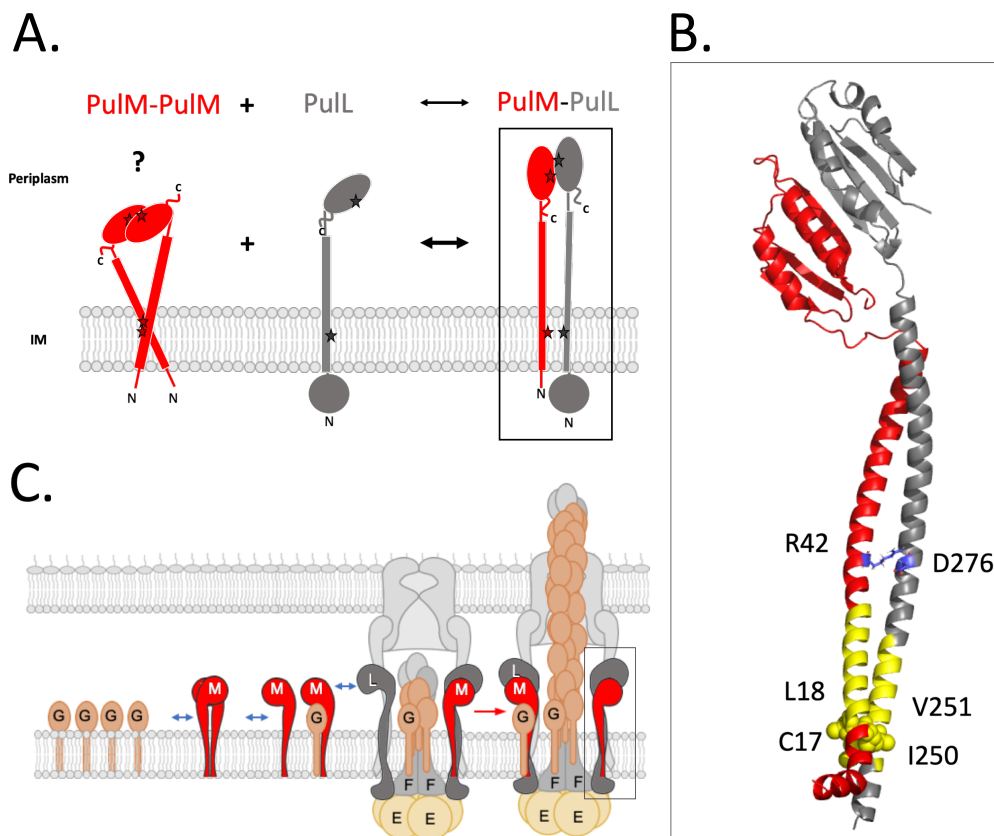 A.
PulM-PulM + PulL PulM-PulL
?
Periplasm
c
c
c
c
+
IM
N
N
N
N
N
B.
R42
D276
L18
V251
C17
I250
C.
L
L
M
M
M
M
M
G
G
G
G
G
G
G
G
F
F
F
F
E
E
E
E